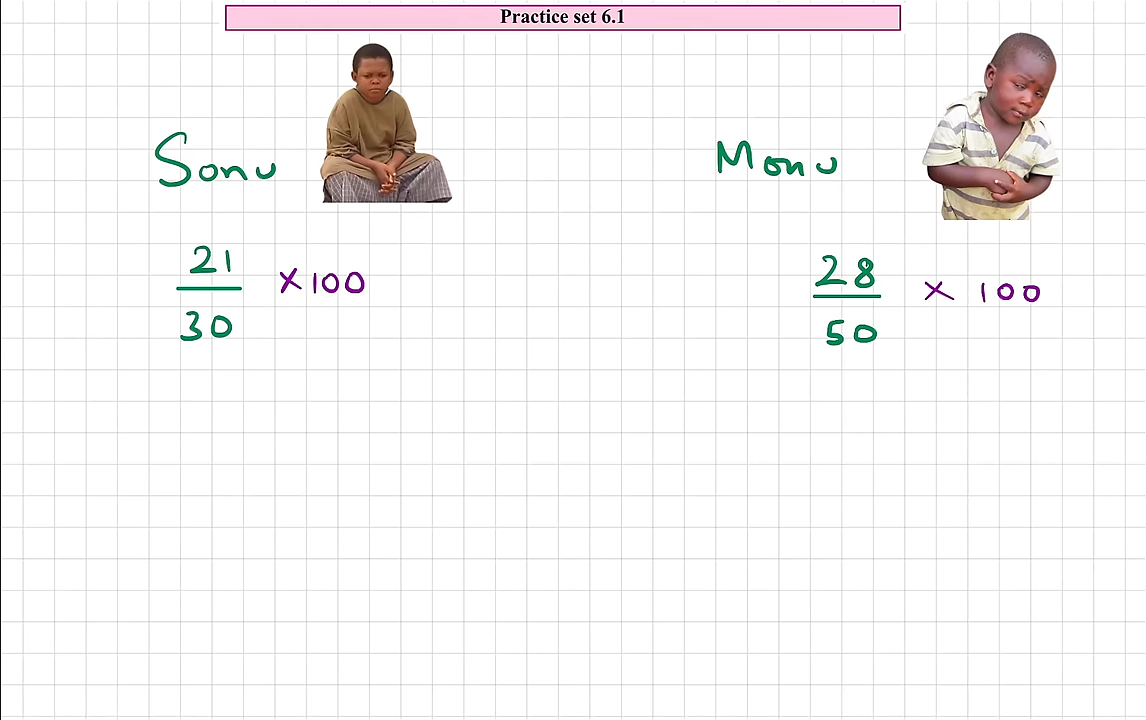 Practice set 6.1
Sonu
Monu
21/30 ×100
28/50 × 100